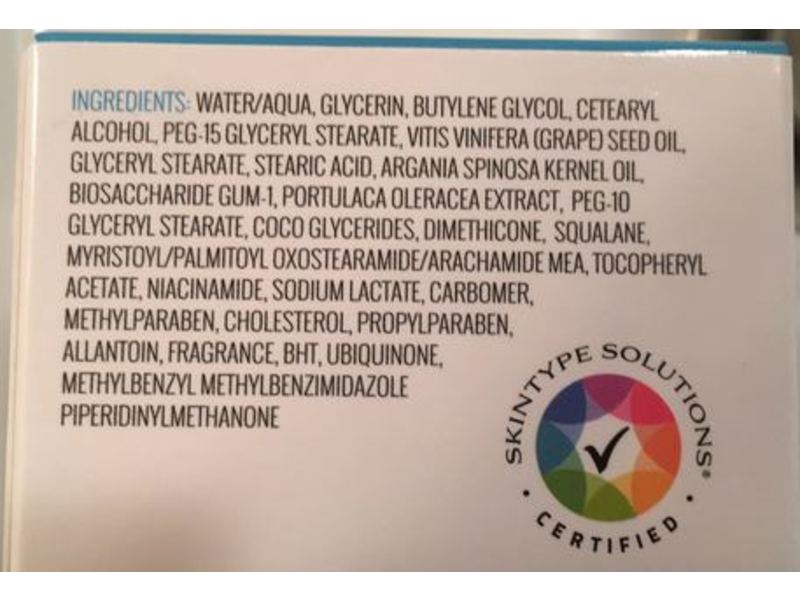 INGREDIENTS: WATER/AQUA, GLYCERIN, BUTYLENE GLYCOL, CETEARYL
ALCOHOL, PEG-15 GLYCERYL STEARATE, VITIS VINIFERA (GRAPE) SEED OIL,
GLYCERYL STEARATE, STEARIC ACID, ARGANIA SPINOSA KERNEL OIL,
BIOSACCHARIDE GUM-1, PORTULACA OLERACEA EXTRACT, PEG-10
GLYCERYL STEARATE, COCO GLYCERIDES, DIMETHICONE, SQUALANE,
MYRISTOYL/PALMITOYL OXOSTEARAMIDE/ARACHAMIDE MEA, TOCOPHERYL
ACETATE, NIACINAMIDE, SODIUM LACTATE, CARBOMER,
METHYLPARABEN, CHOLESTEROL, PROPYLPARABEN,
ALLANTOIN, FRAGRANCE, BHT, UBIQUINONE,
METHYLBENZYL METHYLBENZIMIDAZOLE
PIPERIDINYLMETHANONE
SKINTYPE SOLUTIONS®
• CERTIFIED •